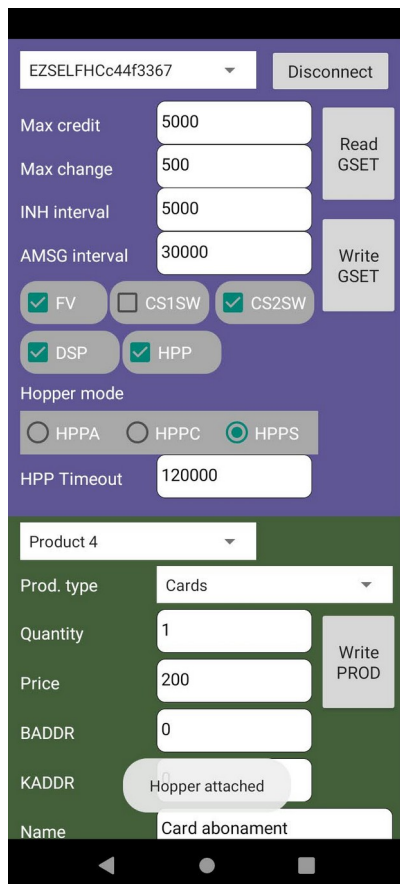 EZSELFHCc44f3367
Disconnect
Max credit 5000
Read
GSET
Max change 500
INH interval 5000
AMSG interval 30000
Write
GSET
FV CS1SW CS2SW
DSP HPP
Hopper mode
HPPA HPPC HPPS
HPP Timeout 120000
Product 4
Prod. type Cards
Quantity 1
Write
PROD
Price 200
BADDR 0
KADDR
Hopper attached
Name Card abonament